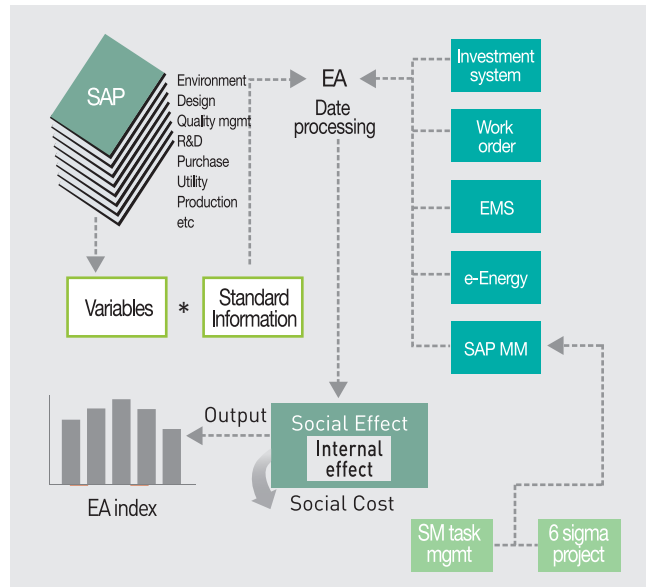 SAP
Environment
Design
Quality mgmt
R&D
Purchase
Utility
Production
etc
EA
Date
processing
Investment
system
Work
order
EMS
e-Energy
SAP MM
Variables
*
Standard
Information
Output
EA index
Social Effect
Internal
effect
Social Cost
SM task
mgmt
6 sigma
project